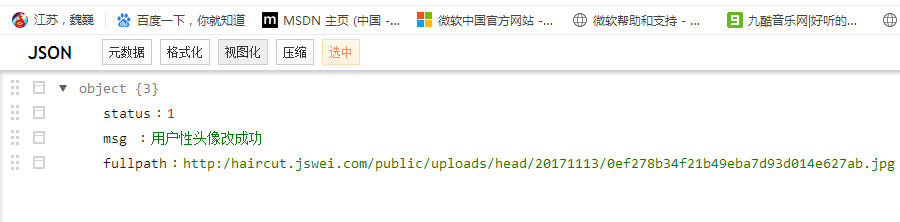 江苏，魏巍 百度一下，你就知道 MSDN 主页 (中国 -... 微软中国官方网站 -... 微软帮助和支持 - ... 九酷音乐网|好听的...
JSON 元数据 格式化 视图化 压缩 选中
object {3}
status：1
msg ：用户性头像改成功
fullpath：http:/haircut.jswei.com/public/uploads/head/20171113/0ef278b34f21b49eba7d93d014e627ab.jpg